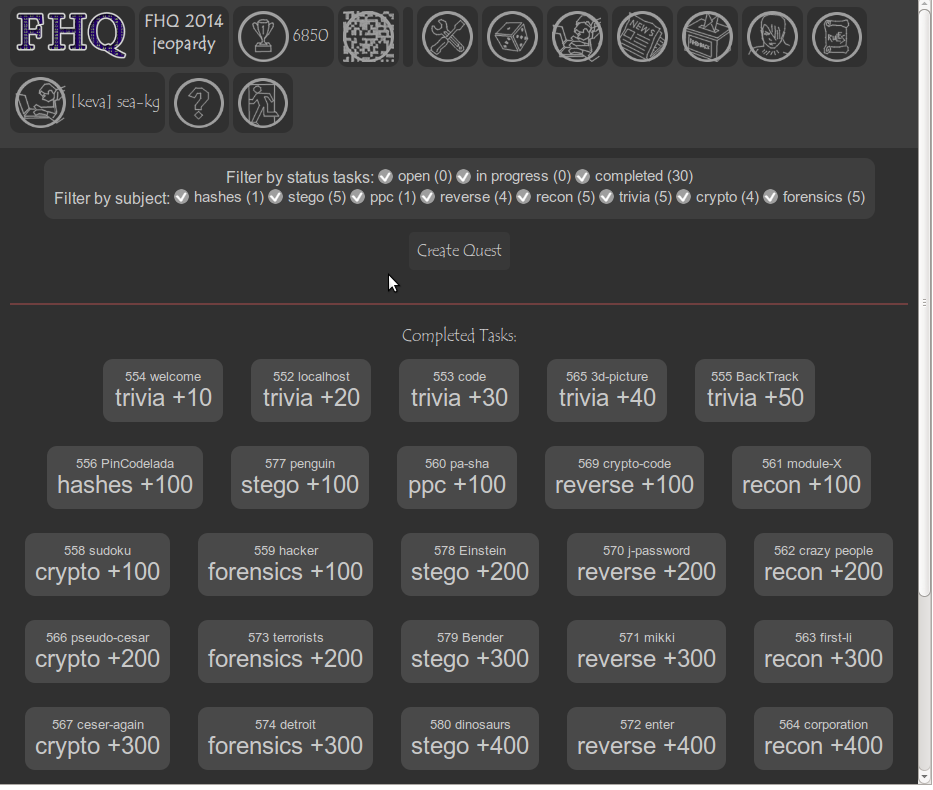 FHQ
FHQ 2014
jeopardy
6850
NEWS
RULES
[keva] sea-kg
?
Filter by status tasks: open (0) in progress (0) completed (30)
Filter by subject: hashes (1) stego (5) ppc (1) reverse (4) recon (5) trivia (5) crypto (4) forensics (5)
Create Quest
Completed Tasks:
554 welcome
trivia +10
552 localhost
trivia +20
553 code
trivia +30
565 3d-picture
trivia +40
555 BackTrack
trivia +50
556 PinCodelada
hashes +100
577 penguin
stego +100
560 pa-sha
ppc +100
569 crypto-code
reverse +100
561 module-X
recon +100
558 sudoku
crypto +100
559 hacker
forensics +100
578 Einstein
stego +200
570 j-password
reverse +200
562 crazy people
recon +200
566 pseudo-cesar
crypto +200
573 terrorists
forensics +200
579 Bender
stego +300
571 mikki
reverse +300
563 first-li
recon +300
567 ceser-again
crypto +300
574 detroit
forensics +300
580 dinosaurs
stego +400
572 enter
reverse +400
564 corporation
recon +400